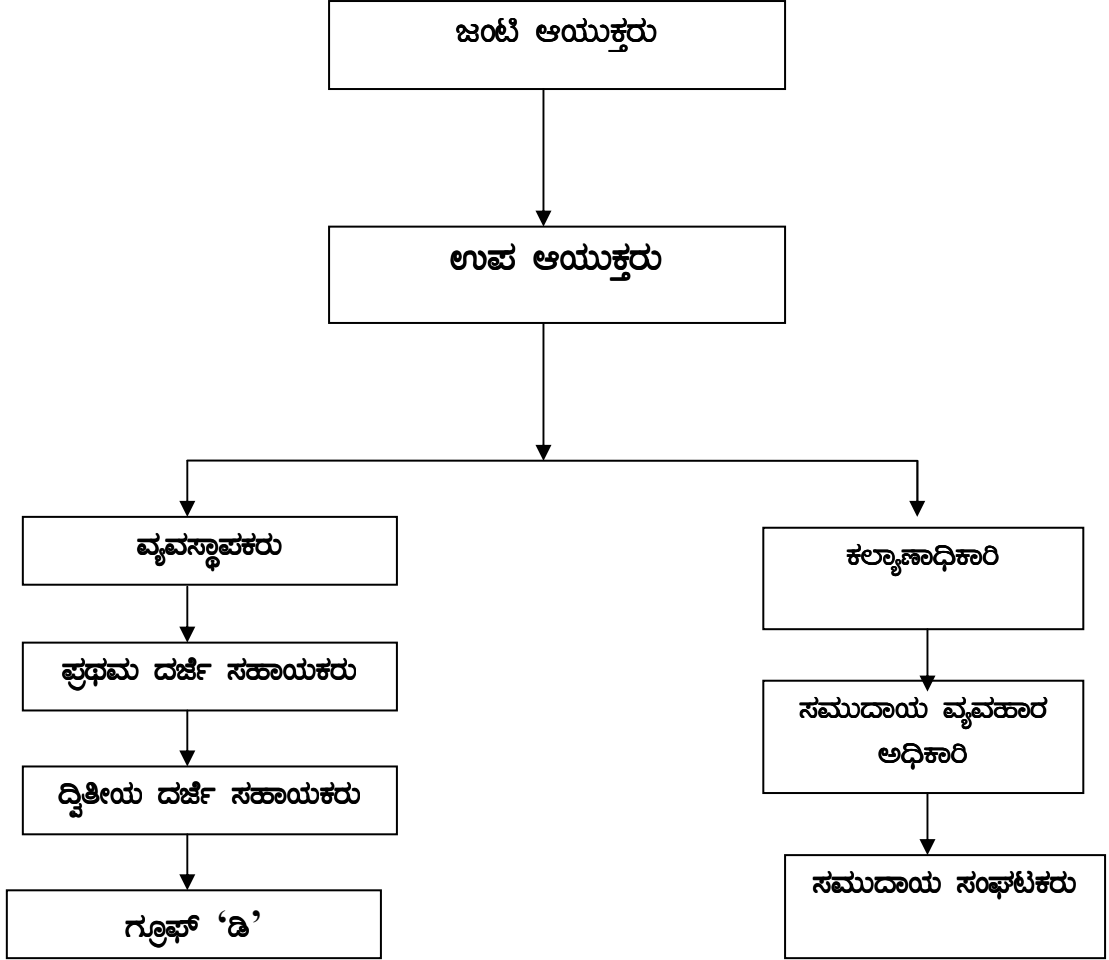 ಜಂಟಿ ಆಯುಕ್ತರು
ಉಪ ಆಯುಕ್ತರು
ವ್ಯವಸ್ಥಾಪಕರು
ಪ್ರಥಮ ದರ್ಜೆ ಸಹಾಯಕರು
ದ್ವಿತೀಯ ದರ್ಜೆ ಸಹಾಯಕರು
ಗ್ರೂಫ್ ‘ಡಿ’
ಕಲ್ಯಾಣಾಧಿಕಾರಿ
ಸಮುದಾಯ ವ್ಯವಹಾರ
ಅಧಿಕಾರಿ
ಸಮುದಾಯ ಸಂಘಟಕರು